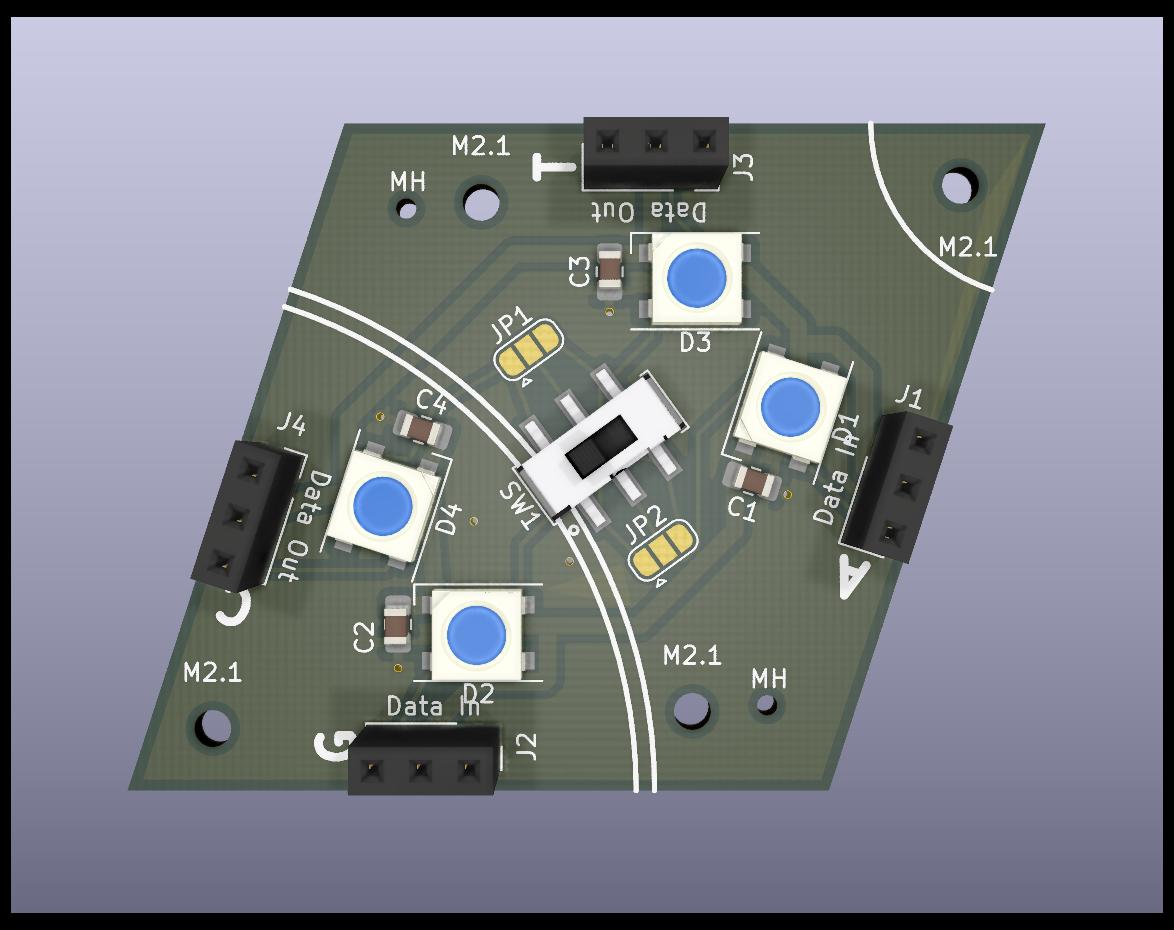 M2.1
MH
T
J3
Data Out
M2.1
C3
JP1
D3
J1
C4
D1
J4
Data In
Data Out
D4
SW1
C1
JP2
A
C
C2
M2.1
M2.1
MH
D2
Data In
G
J2